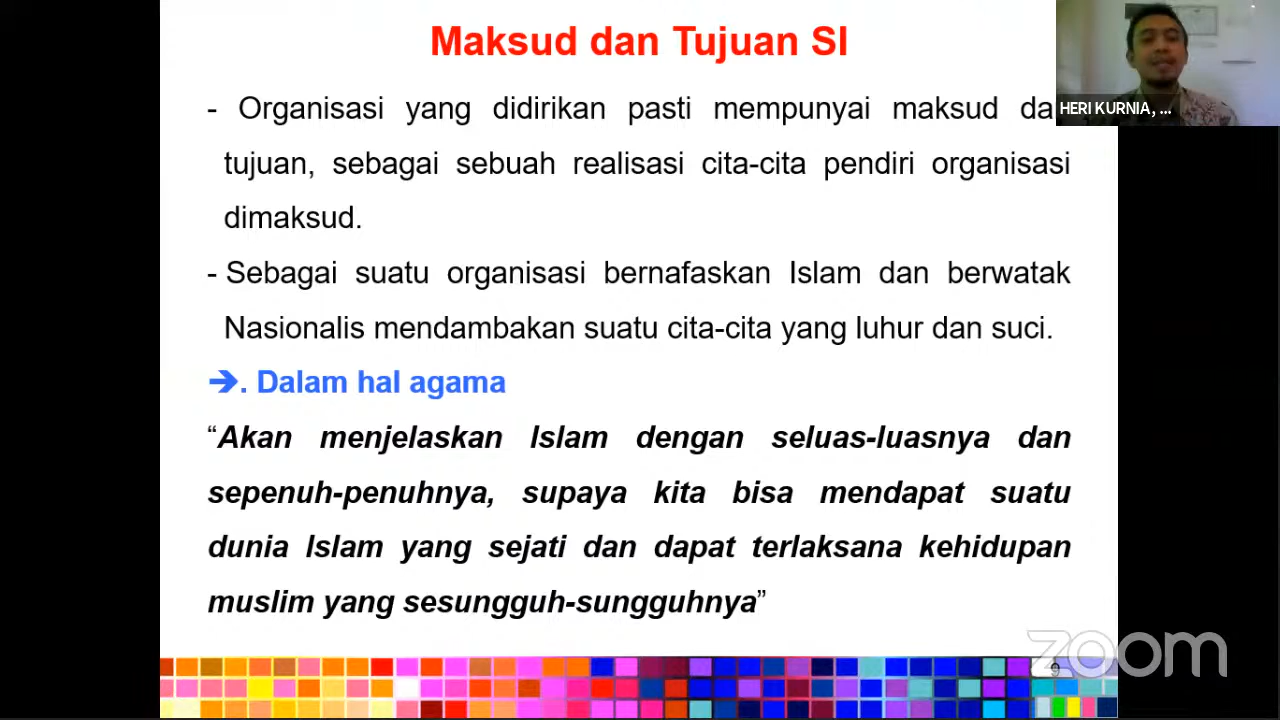 Maksud dan Tujuan SI
- Organisasi yang didirikan pasti mempunyai maksud da
tujuan, sebagai sebuah realisasi cita-cita pendiri organisasi
dimaksud.
- Sebagai suatu organisasi bernafaskan Islam dan berwatak
Nasionalis mendambakan suatu cita-cita yang luhur dan suci.
➔. Dalam hal agama
“Akan menjelaskan Islam dengan seluas-luasnya dan
sepenuh-penuhnya, supaya kita bisa mendapat suatu
dunia Islam yang sejati dan dapat terlaksana kehidupan
muslim yang sesungguh-sungguhnya”
HERI KURNIA, ...
zoom
9